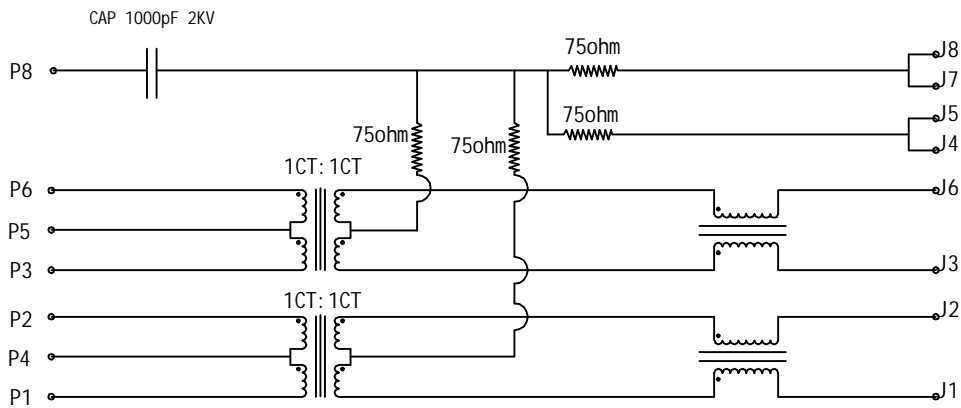 CAP 1000pF 2KV
P8
75ohm
J8
J7
75ohm
J5
J4
75ohm
75ohm
1CT:1CT
P6
P5
P3
J6
J3
1CT:1CT
P2
P4
P1
J2
J1